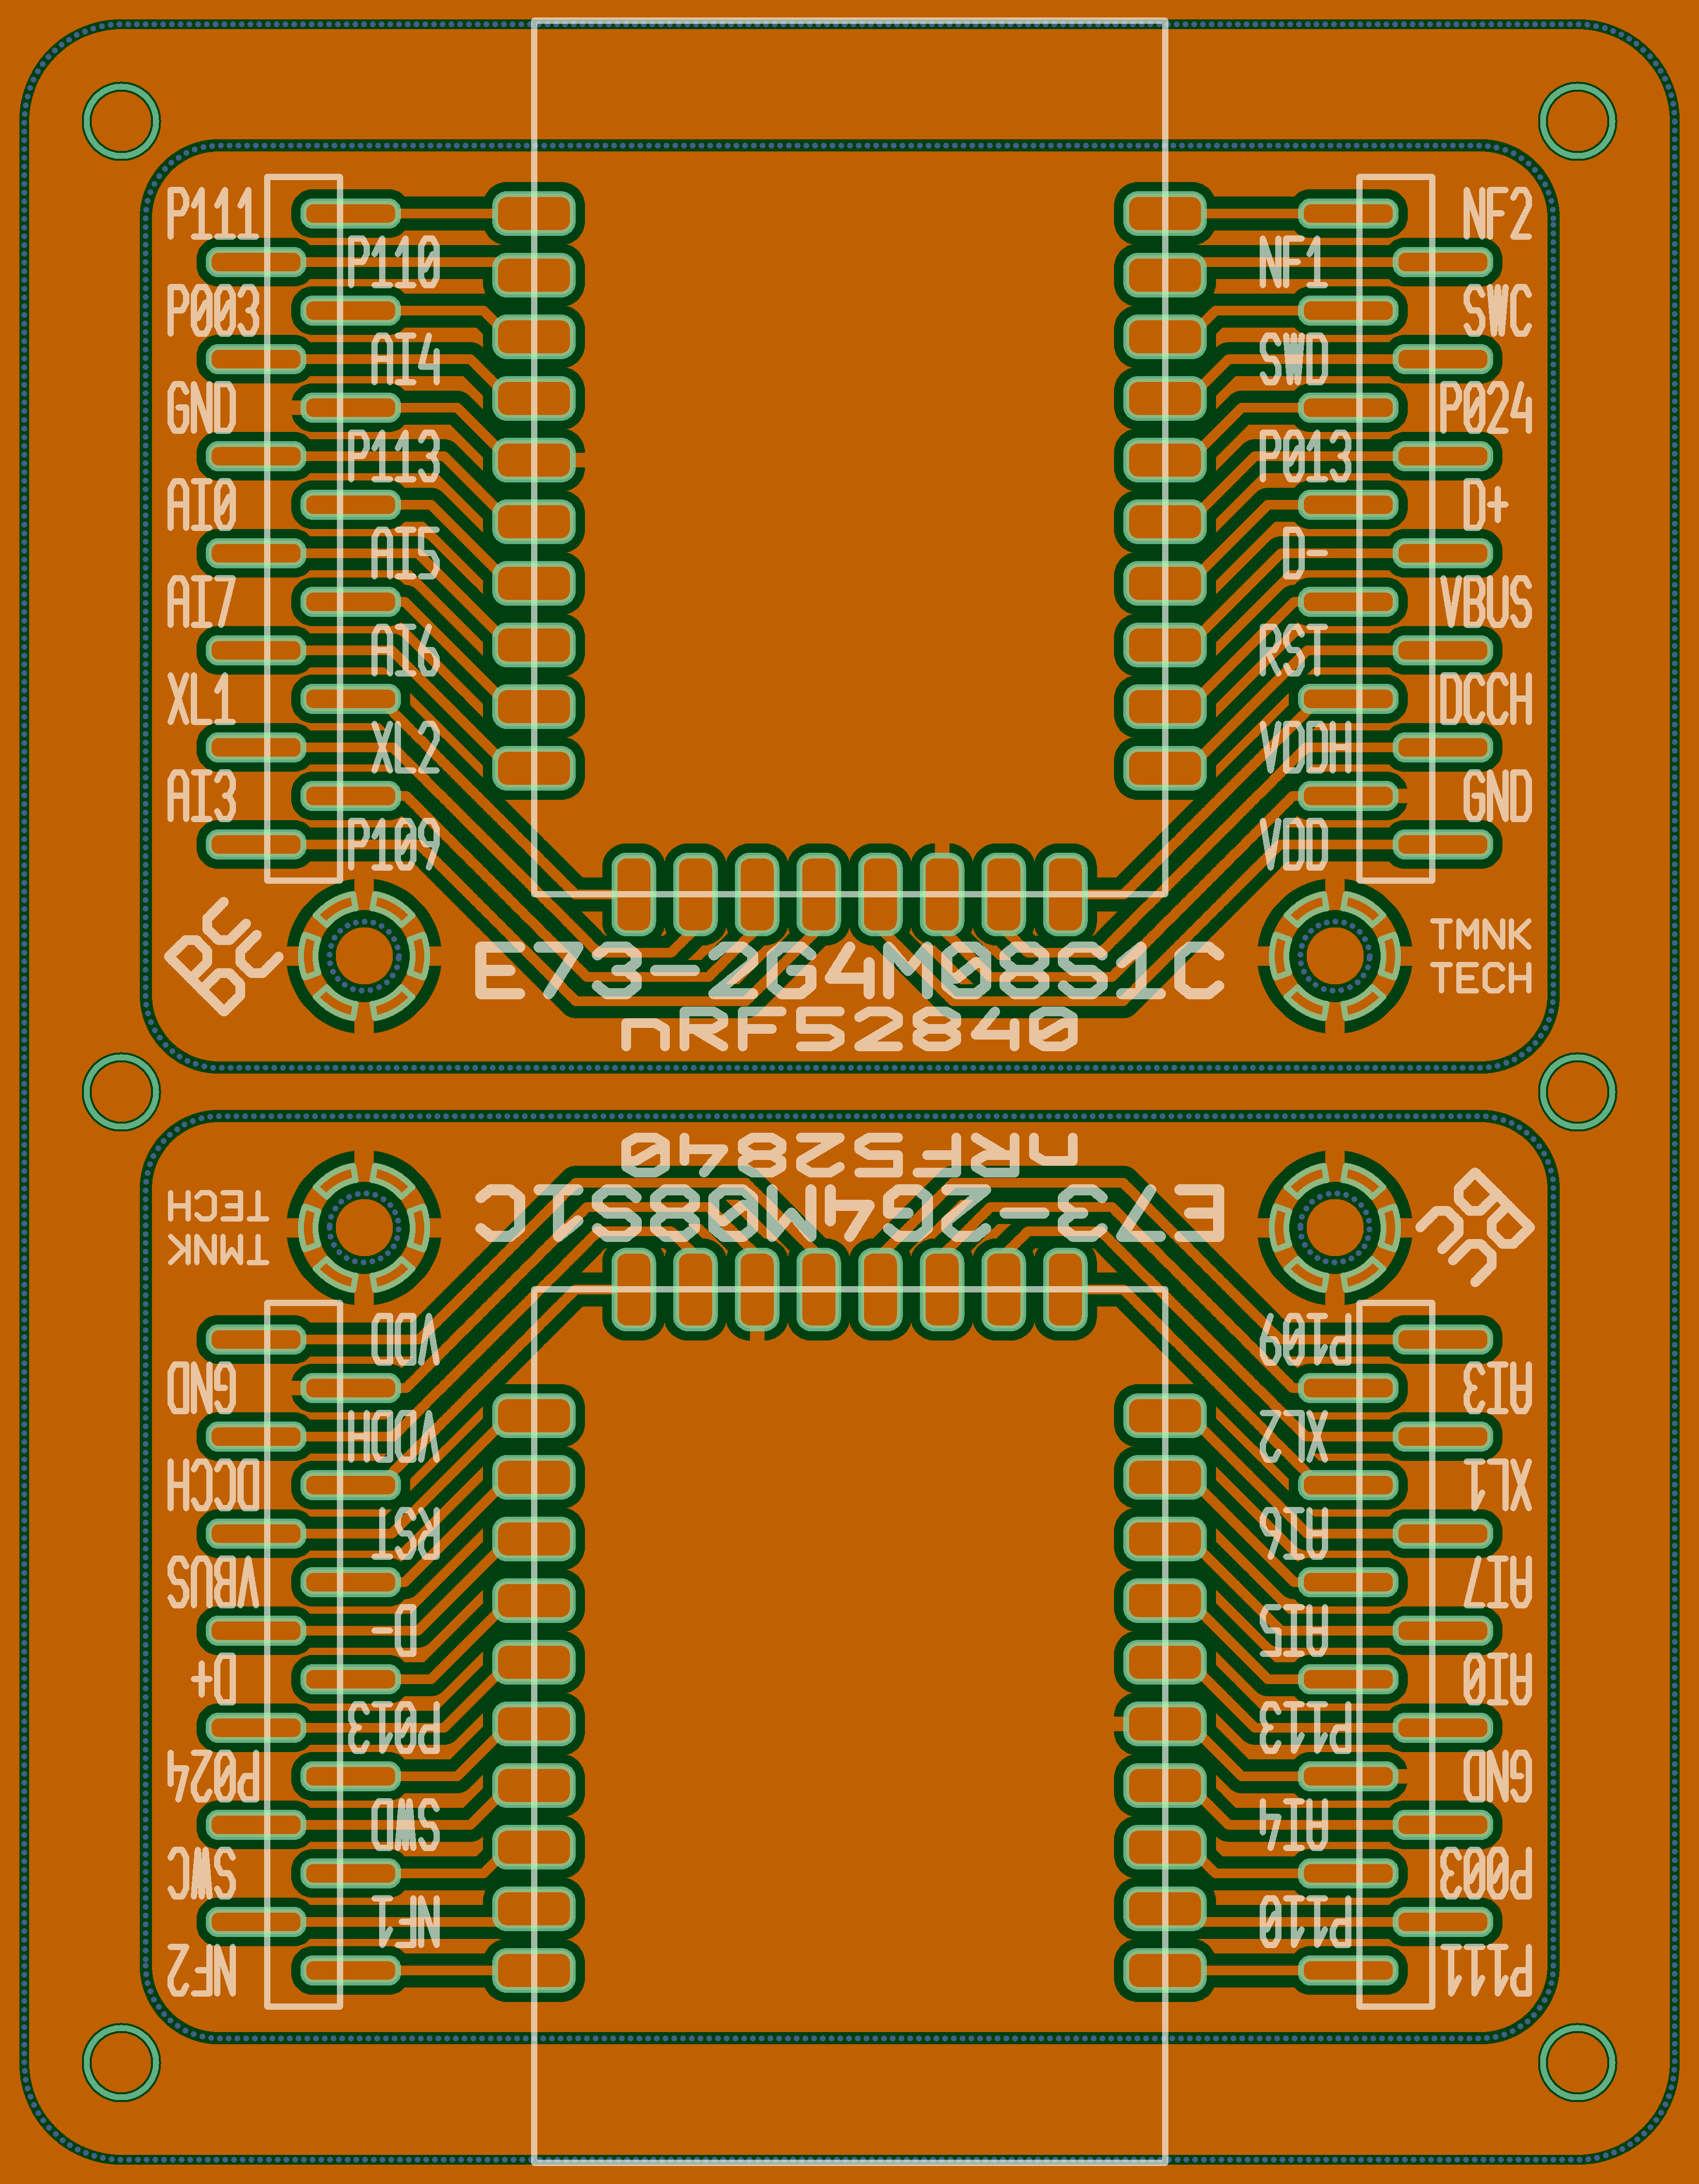 P111 NF2
P110 NF1
P003 SWC
AI4 SWD
GND P024
P113 P013
AI0 D+
AI5 D-
AI7 VBUS
AI6 RST
XL1 DCCH
XL2 VDDH
AI3 GND
P109 VDD
TMNK
TECH
E73-2G4M08S1C
nRF52840
nRF52840
E73-2G4M08S1C
TECH
TMNK
VDD P109
GND AI3
VDDH XL2
DCCH XL1
RST AI6
VBUS AI7
D- AI5
D+ AI0
P013 P113
P024 GND
SWD AI4
SWC P003
NF1 P110
NF2 P111